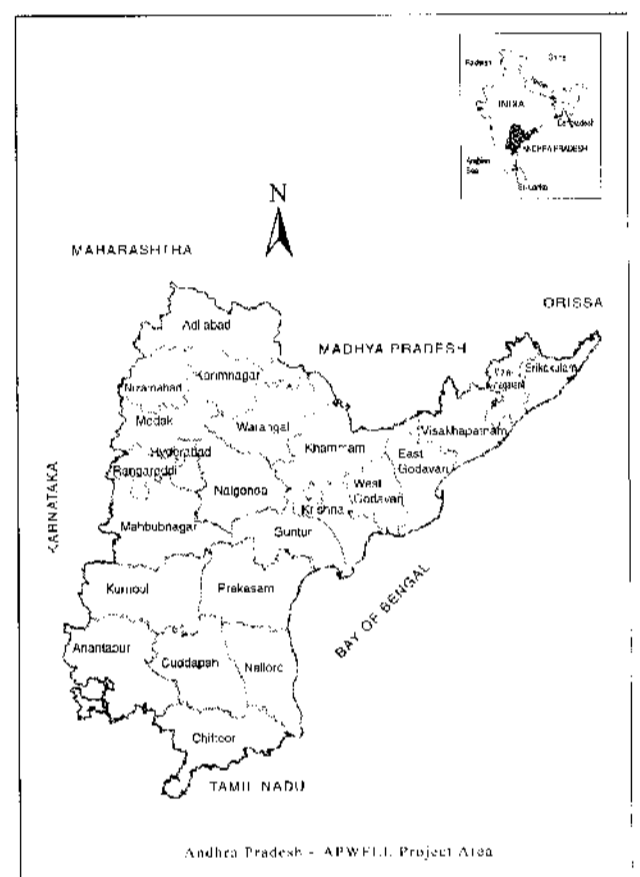 INDIA
Bangladesh
ANDHRA PRADESH
Arabian
Sea
Sri Lanka
N
MAHARASHTRA
ORISSA
Adilabad
MADHYA PRADESH
Karimnagar
Srikakulam
Nizamabad
Medak
Warangal
Visakhapatnam
Khammam
East
Godavari
Hyderabad
Rangareddi
KARNATAKA
Nalgonda
West
Godavari
Krishna
Mahbubnagar
Guntur
Kurnool
Prakasam
BAY OF BENGAL
Anantapur
Cuddapah
Nellore
Chittoor
TAMIL NADU
Andhra Pradesh - APWELL Project Area